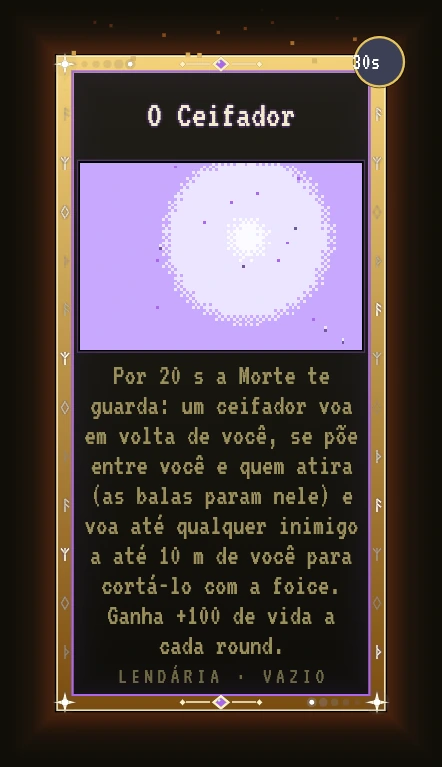 80s
O Ceifador
Por 20 s a Morte te
guarda: um ceifador voa
em volta de você, se põe
entre você e quem atira
(as balas param nele) e
voa até qualquer inimigo
a até 10 m de você para
cortá-lo com a foice.
Ganha +100 de vida a
cada round.
LENDÁRIA · VAZIO